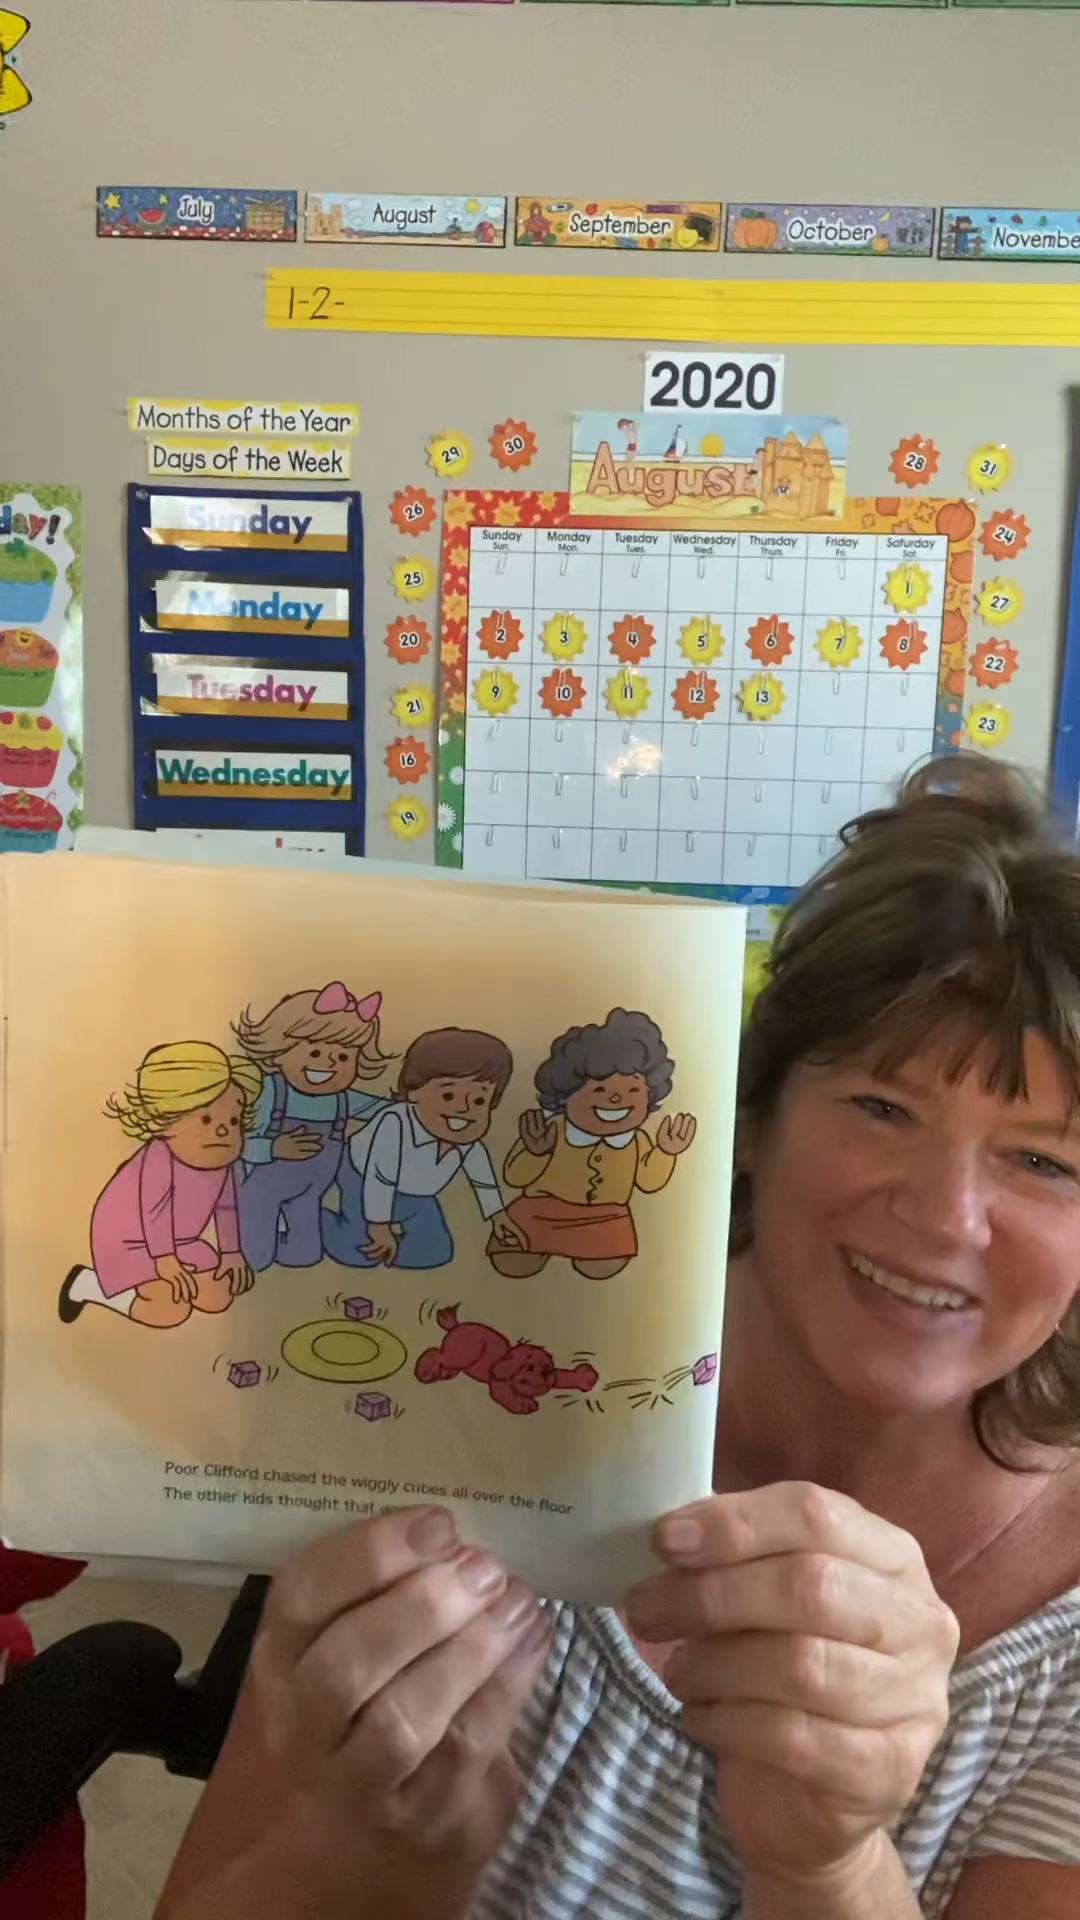 July
August
September
October
Novembe
1-2-
2020
Months of the Year
Days of the Week
29
30
August
28
31
Sunday
Monday
Tuesday
Wednesday
day!
26
25
20
21
16
19
Sunday Monday Tuesday Wednesday Thursday Friday Saturday
Sun. Mon. Tues. Wed. Thurs. Fri. Sat.
1
2 3 4 5 6 7 8
9 10 11 12 13
24
27
22
23
Poor Clifford chased the wiggly cubes all over the floor
The other kids thought that